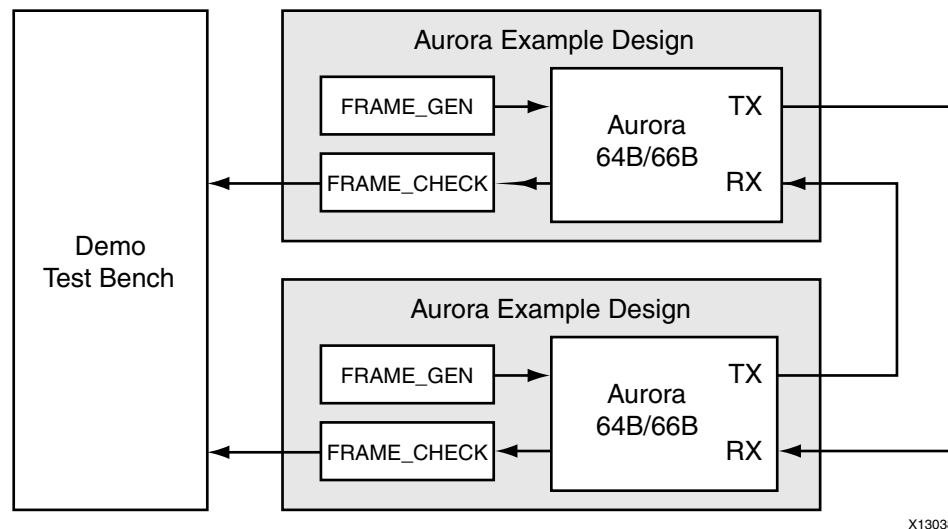 Aurora Example Design
FRAME_GEN
TX
Aurora
64B/66B
FRAME_CHECK
RX
Demo
Test Bench
Aurora Example Design
FRAME_GEN
TX
Aurora
64B/66B
FRAME_CHECK
RX